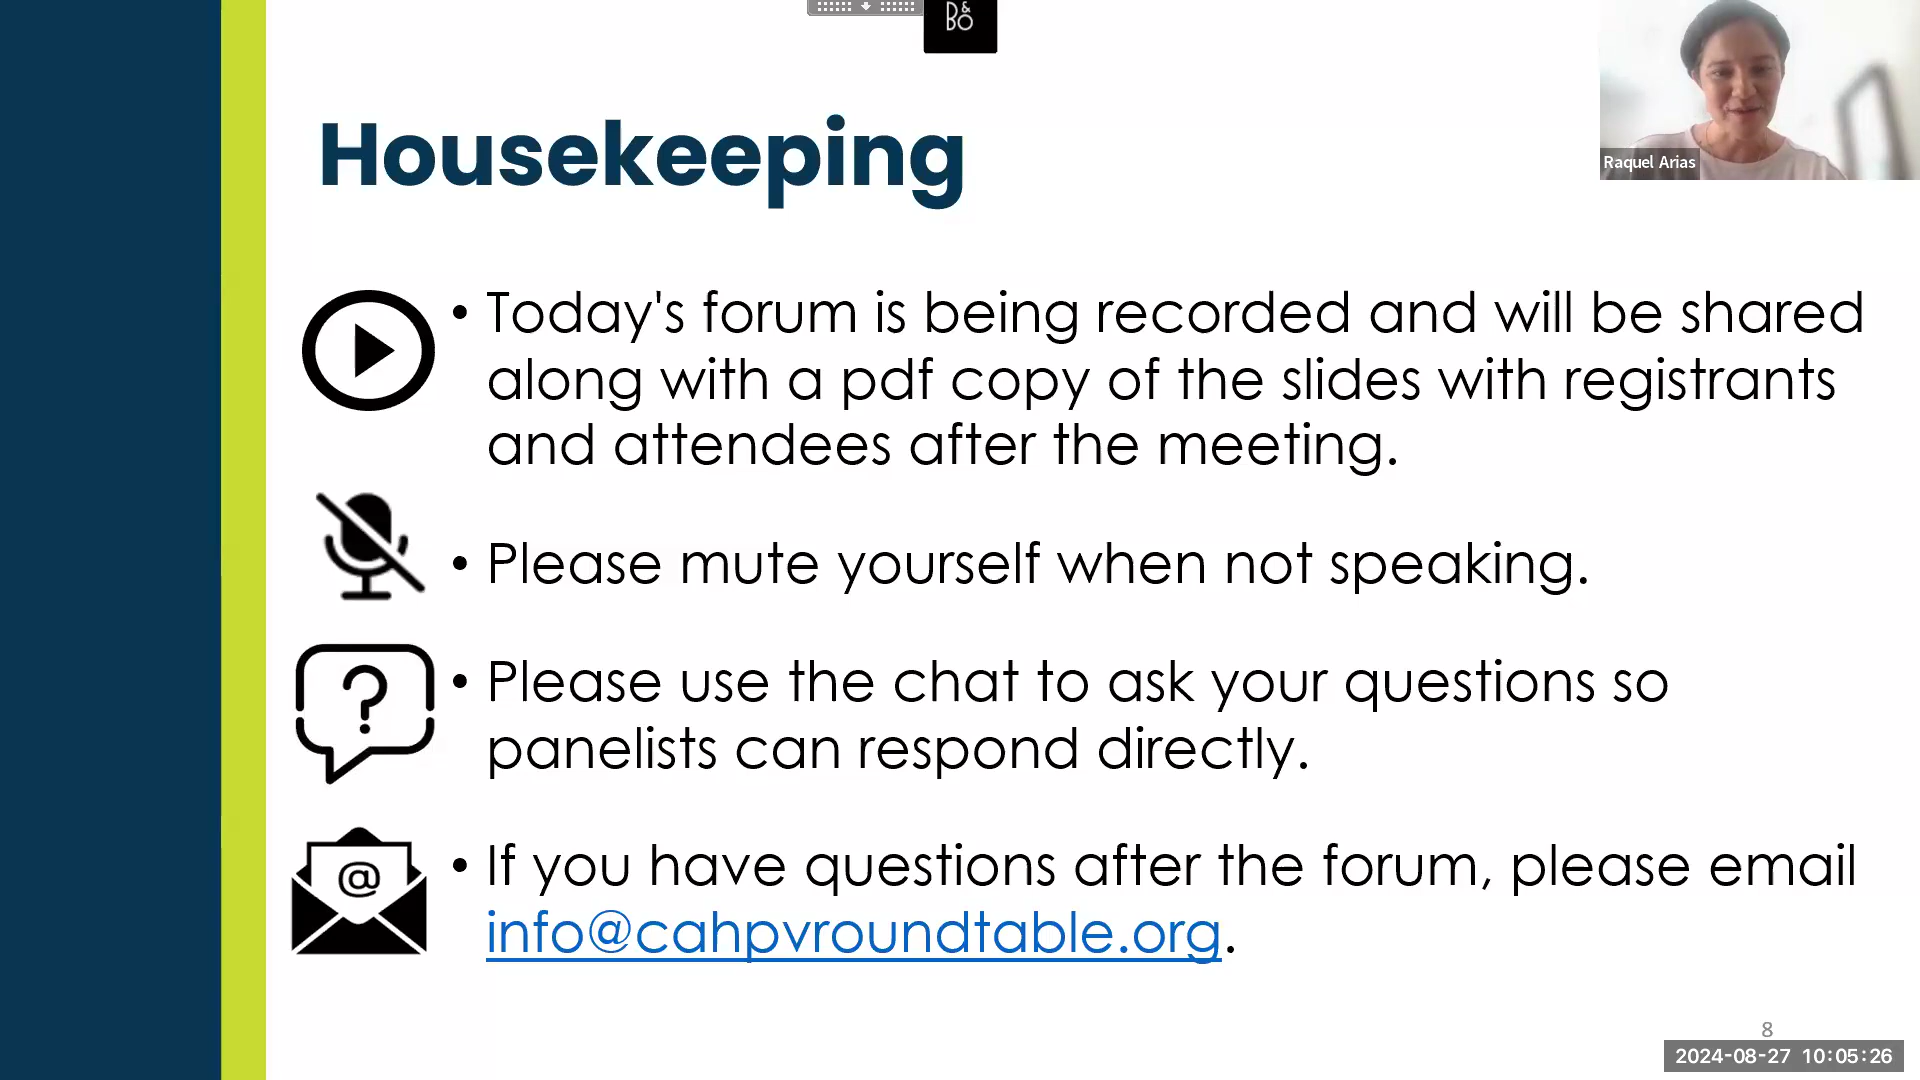 B&
BO
Raquel Arias
Housekeeping
• Today's forum is being recorded and will be shared
along with a pdf copy of the slides with registrants
and attendees after the meeting.
• Please mute yourself when not speaking.
?
• Please use the chat to ask your questions so
panelists can respond directly.
@
• If you have questions after the forum, please email
info@cahpvroundtable.org.
8
2024-08-27 10:05:26